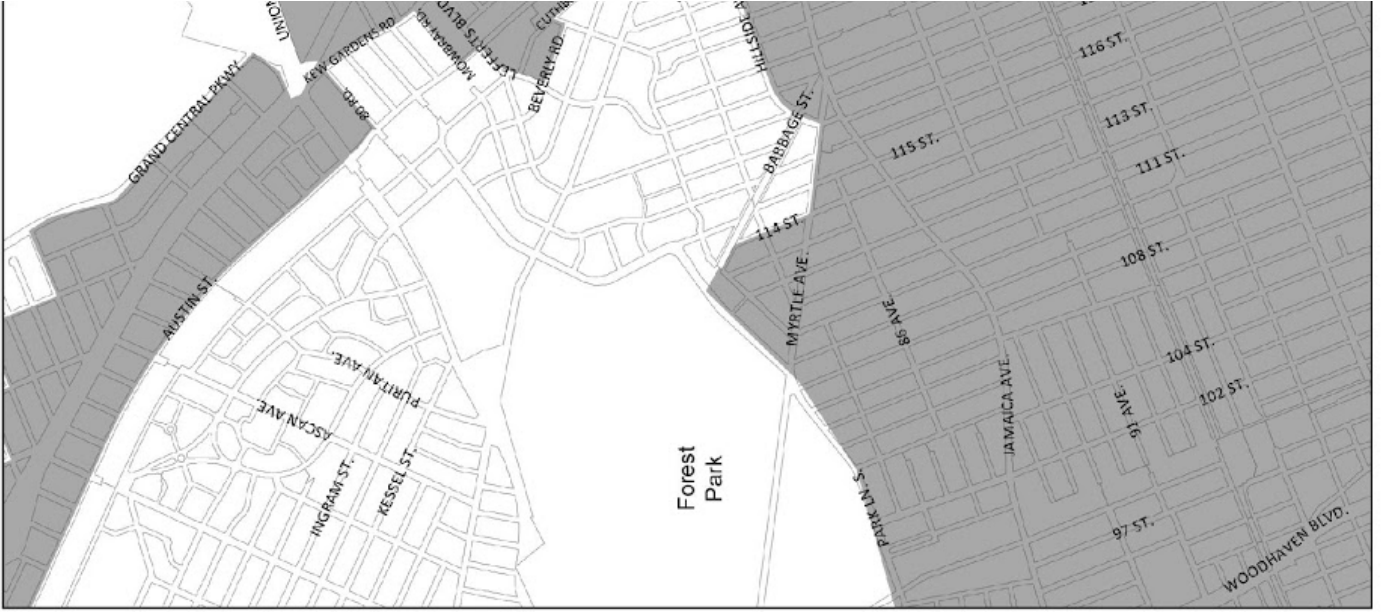 UNION
KEW GARDENS RD
MOWBRAY RD.
LEFFERTS BLVD
CUTHB
BEVERLY RD.
HILLSIDE A
116 ST.
GRAND CENTRAL PKWY
80 RD.
BABBAGE ST.
113 ST.
115 ST.
111 ST.
114 ST.
108 ST.
AUSTIN ST.
MYRTLE AVE.
86 AVE.
PURITAN AVE.
104 ST.
JAMAICA AVE.
91 AVE.
102 ST.
ASCAN AVE.
INGRAM ST.
KESSEL ST.
Forest
Park
PARK LN. S.
97 ST.
WOODHAVEN BLVD.